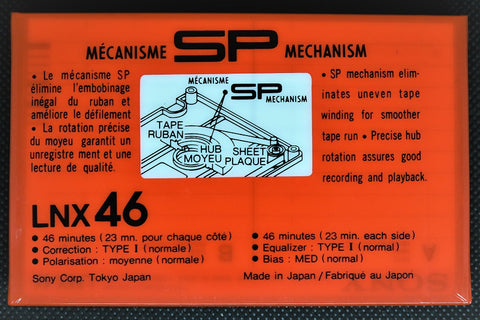 MÉCANISME SP MECHANISM
• Le mécanisme SP
élimine l'embobinage
inégal du ruban et
améliore le défilement
• La rotation précise
du moyeu garantit un
unregistre ment et une
lecture de qualité.
MÉCANISME
SP
MECHANISM
TAPE
RUBAN
HUB
MOYEU
SHEET
PLAQUE
• SP mechanism elim-
inates uneven tape
winding for smoother
tape run • Precise hub
rotation assures good
recording and playback.
LNX 46
• 46 minutes (23 mn. pour chaque côté)
• Correction : TYPE I (normale)
• Polarisation : moyenne (normale)
Sony Corp. Tokyo Japan
• 46 minutes (23 min. each side)
• Equalizer : TYPE I (normal)
• Bias : MED (normal)
Made in Japan / Fabriqué au Japon